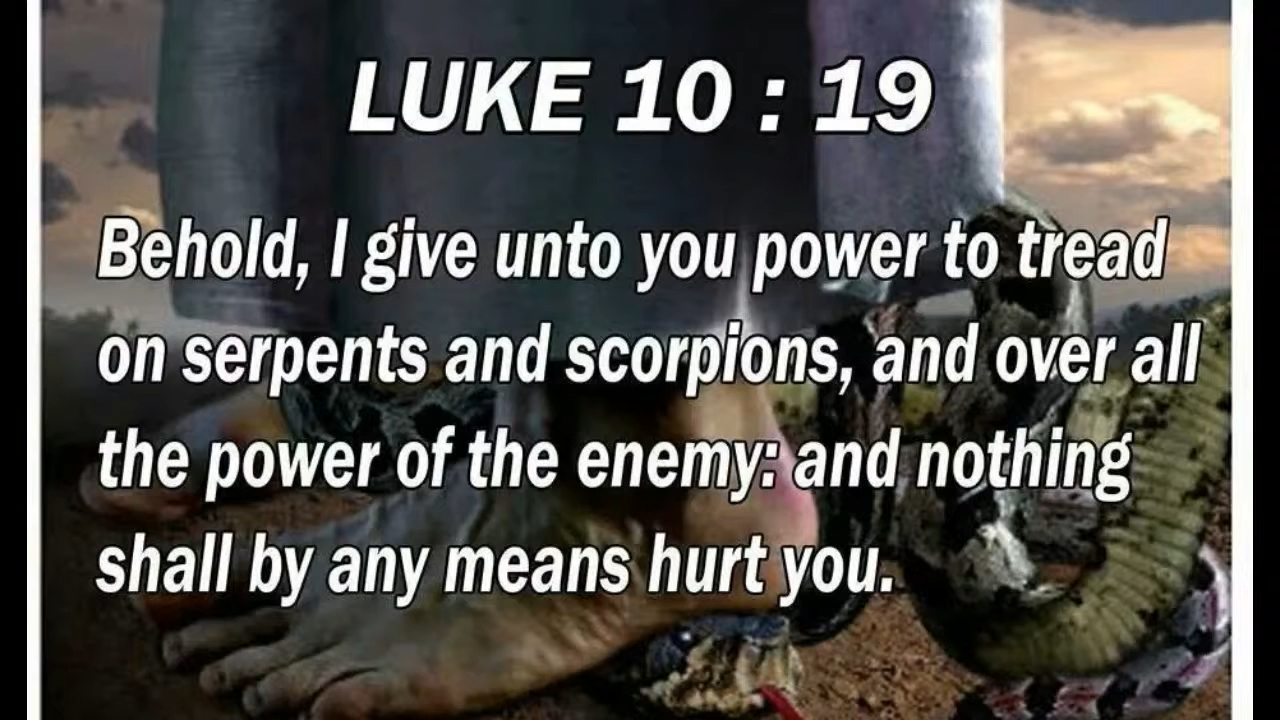 LUKE 10 : 19
Behold, I give unto you power to tread
on serpents and scorpions, and over all
the power of the enemy: and nothing
shall by any means hurt you.